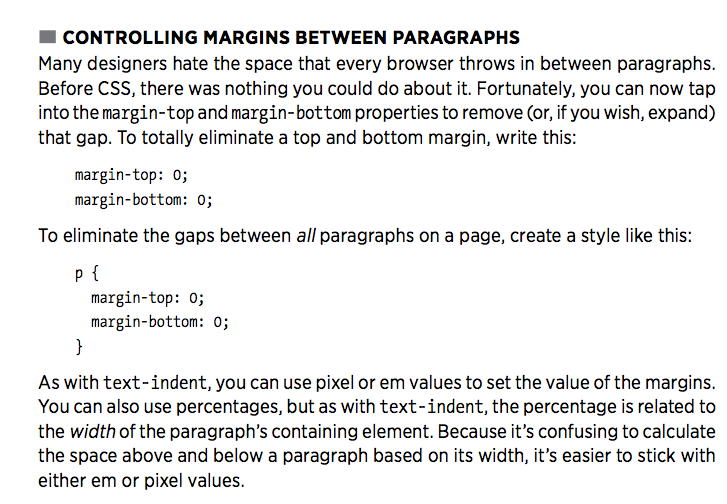 CONTROLLING MARGINS BETWEEN PARAGRAPHS
Many designers hate the space that every browser throws in between paragraphs.
Before CSS, there was nothing you could do about it. Fortunately, you can now tap
into the margin-top and margin-bottom properties to remove (or, if you wish, expand)
that gap. To totally eliminate a top and bottom margin, write this:
margin-top: 0;
margin-bottom: 0;
To eliminate the gaps between all paragraphs on a page, create a style like this:
p {
margin-top: 0;
margin-bottom: 0;
}
As with text-indent, you can use pixel or em values to set the value of the margins.
You can also use percentages, but as with text-indent, the percentage is related to
the width of the paragraph's containing element. Because it's confusing to calculate
the space above and below a paragraph based on its width, it's easier to stick with
either em or pixel values.